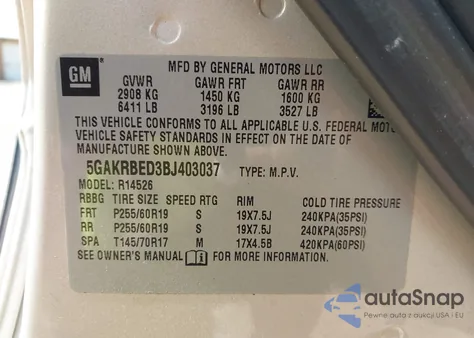 GM
MFD BY GENERAL MOTORS LLC
GVWR GAWR FRT GAWR RR
2908 KG 1450 KG 1600 KG
6411 LB 3196 LB 3527 LB
THIS VEHICLE CONFORMS TO ALL APPLICABLE U.S. FEDERAL MOTO
VEHICLE SAFETY STANDARDS IN EFFECT ON THE DATE OF
MANUFACTURE SHOWN ABOVE.
5GAKRBED3BJ403037 TYPE: M.P.V.
MODEL: R14526
RBBG TIRE SIZE SPEED RTG RIM COLD TIRE PRESSURE
FRT P255/60R19 S 19X7.5J 240KPA(35PSI)
RR P255/60R19 S 19X7.5J 240KPA(35PSI)
SPA T145/70R17 M 17X4.5B 420KPA(60PSI)
SEE OWNER'S MANUAL i FOR MORE INFORMATION.
autoSnap
Pewne auta z USA i EU